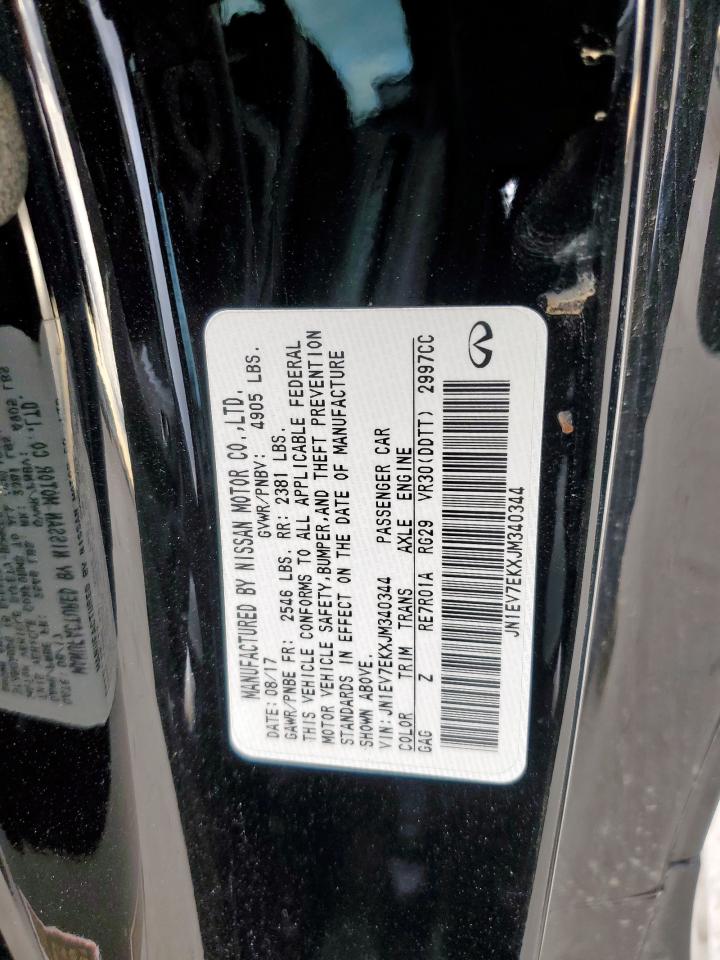 MANUFACTURED BY NISSAN MOTOR CO.,LTD.
DATE: 08/17 GVWR/PNBV: 4905 LBS.
GAWR/PNBE FR: 2546 LBS. RR: 2381 LBS.
THIS VEHICLE CONFORMS TO ALL APPLICABLE FEDERAL
MOTOR VEHICLE SAFETY,BUMPER,AND THEFT PREVENTION
STANDARDS IN EFFECT ON THE DATE OF MANUFACTURE
SHOWN ABOVE.
VIN: JN1EV7EKXJM340344 PASSENGER CAR
COLOR TRIM TRANS AXLE ENGINE
GAG Z RE7R01A RG29 VR30(DDTT) 2997CC
JN1EV7EKXJM340344